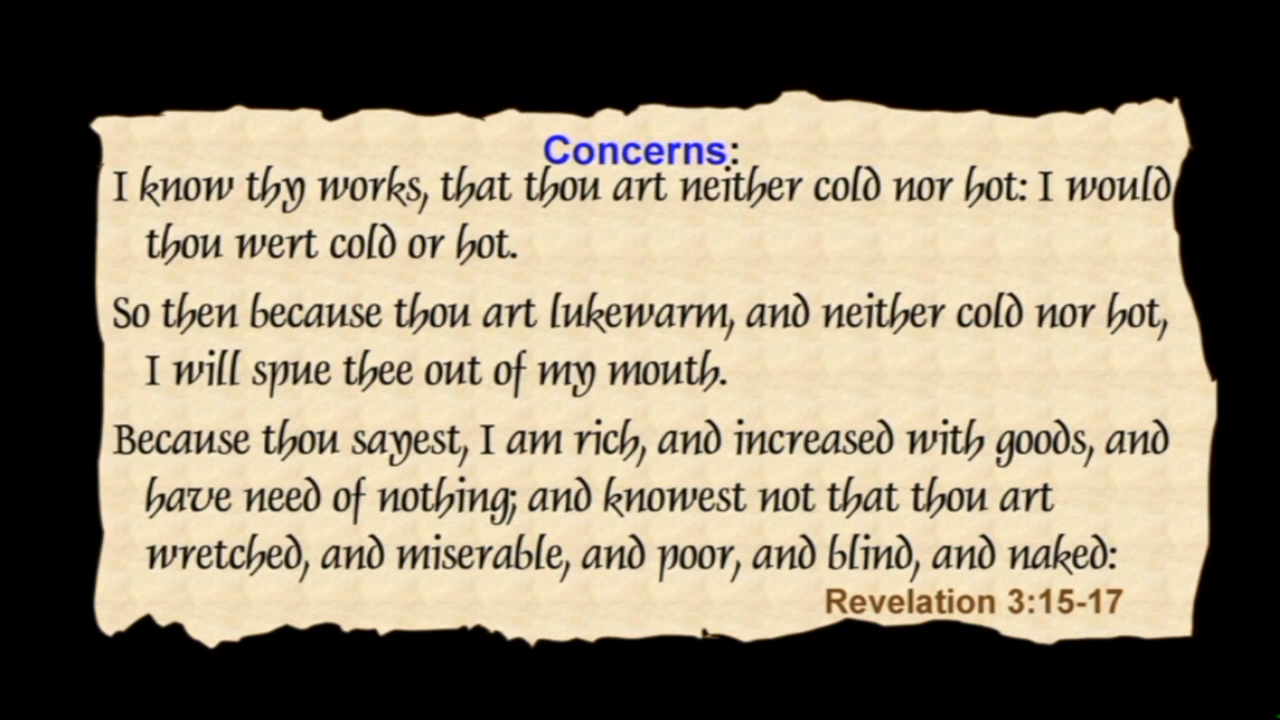 Concerns:
I know thy works, that thou art neither cold nor hot: I would
thou wert cold or hot.
So then because thou art lukewarm, and neither cold nor hot,
I will spue thee out of my mouth.
Because thou sayest, I am rich, and increased with goods, and
have need of nothing; and knowest not that thou art
wretched, and miserable, and poor, and blind, and naked:
Revelation 3:15-17